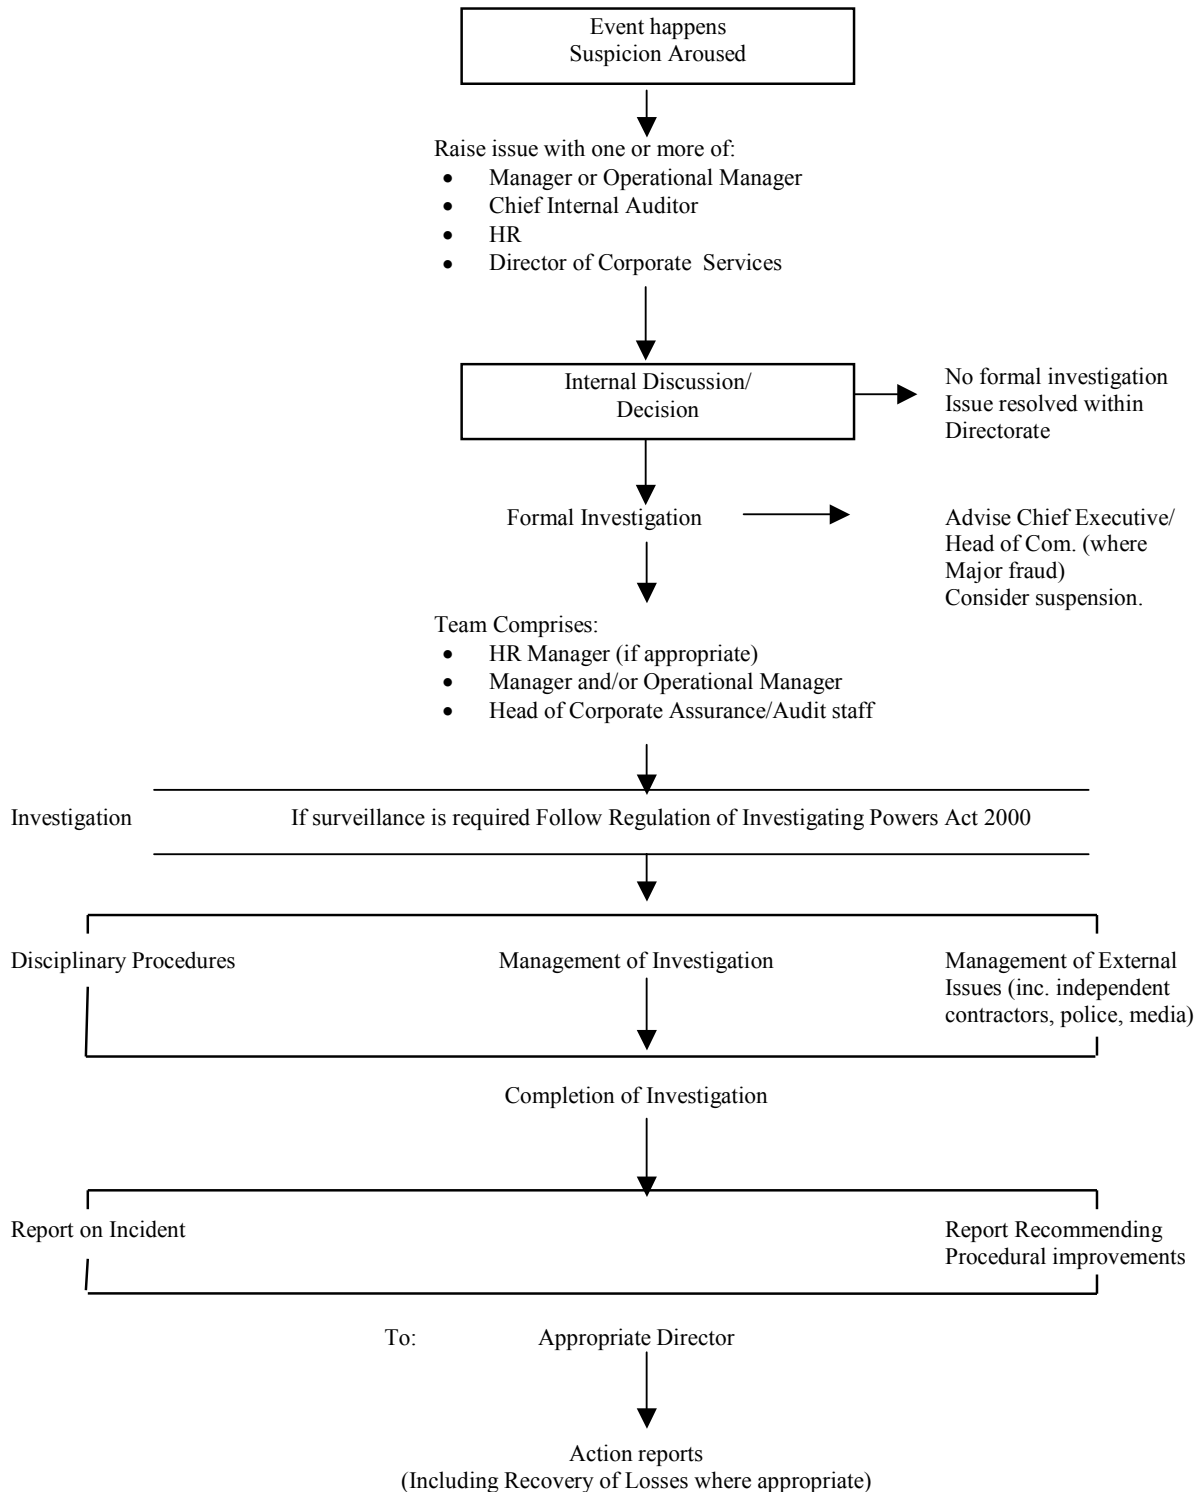 Event happens
Suspicion Aroused
Raise issue with one or more of:
• Manager or Operational Manager
• Chief Internal Auditor
• HR
• Director of Corporate Services
Internal Discussion/
Decision
No formal investigation
Issue resolved within
Directorate
Formal Investigation
Advise Chief Executive/
Head of Com. (where
Major fraud)
Consider suspension.
Team Comprises:
• HR Manager (if appropriate)
• Manager and/or Operational Manager
• Head of Corporate Assurance/Audit staff
Investigation
If surveillance is required Follow Regulation of Investigating Powers Act 2000
Disciplinary Procedures
Management of Investigation
Management of External
Issues (inc. independent
contractors, police, media)
Completion of Investigation
Report on Incident
Report Recommending
Procedural improvements
To: Appropriate Director
Action reports
(Including Recovery of Losses where appropriate)